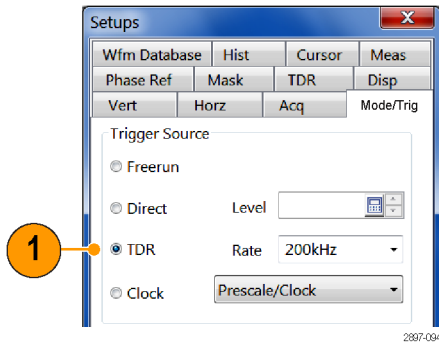 Setups
Wfm Database Hist Cursor Meas
Phase Ref Mask TDR Disp
Vert Horz Acq Mode/Trig
Trigger Source
Freerun
Direct Level
1 TDR Rate 200kHz
Clock Prescale/Clock
2897-094